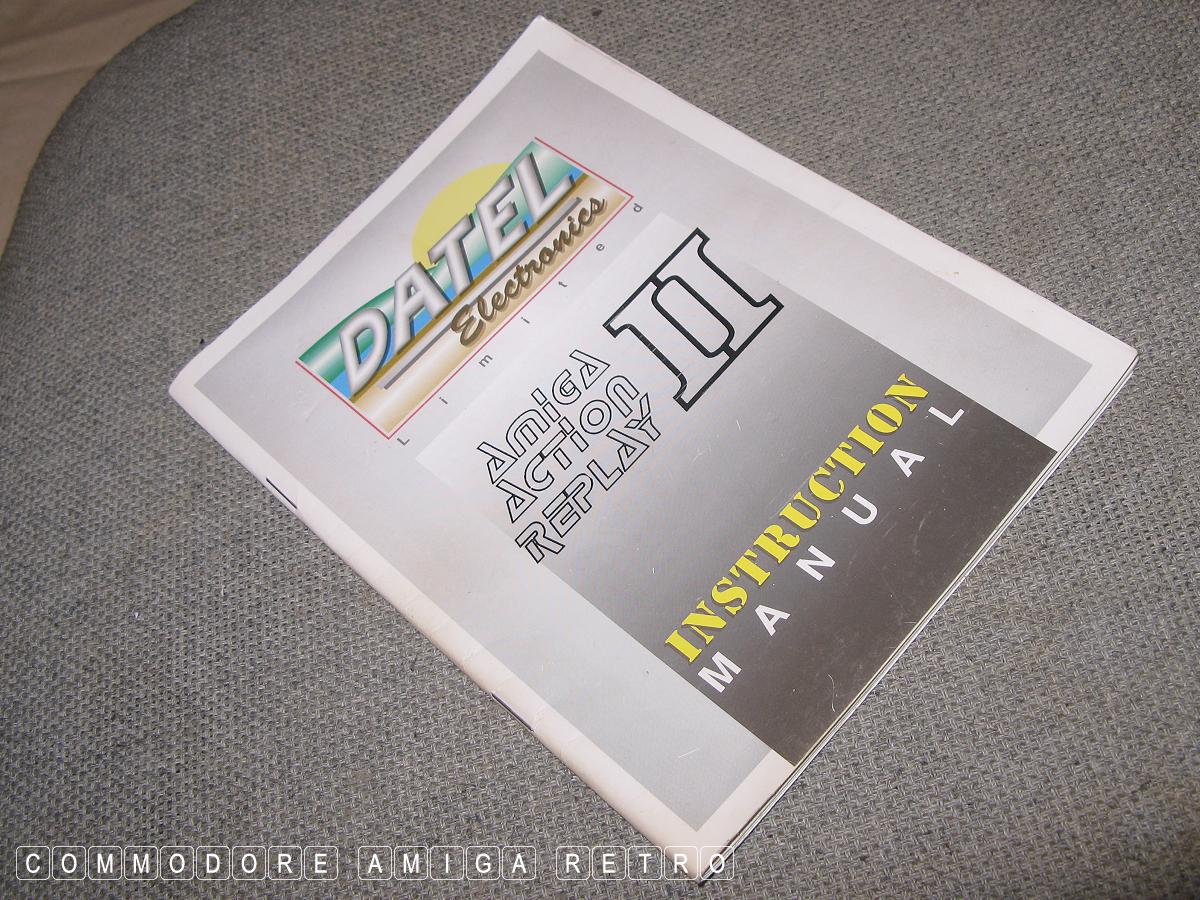 DATEL
Electronics
Limited
AMIGA
ACTION
REPLAY
II
INSTRUCTION
MANUAL
COMMODORE AMIGA RETRO